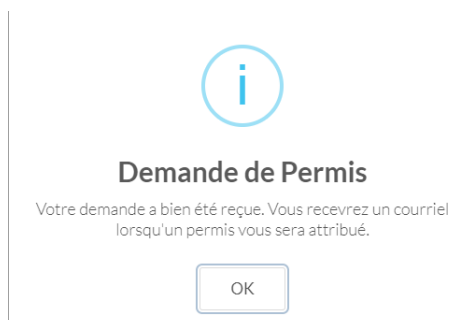 i
Demande de Permis
Votre demande a bien été reçue. Vous recevrez un courriel
lorsqu'un permis vous sera attribué.
OK